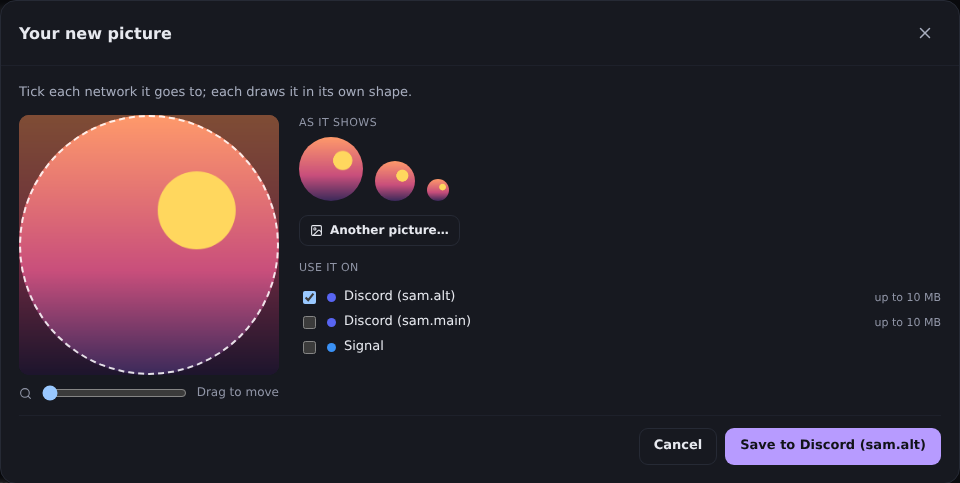 Your new picture
Tick each network it goes to; each draws it in its own shape.
AS IT SHOWS
Another picture…
USE IT ON
Discord (sam.alt) up to 10 MB
Discord (sam.main) up to 10 MB
Signal
Drag to move
Cancel Save to Discord (sam.alt)